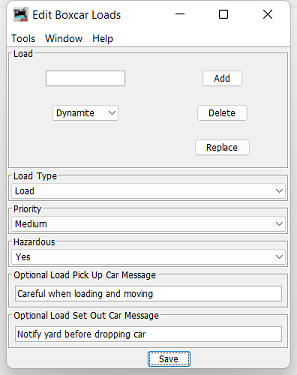 Edit Boxcar Loads
Tools Window Help
Load
Add
Dynamite
Delete
Replace
Load Type
Load
Priority
Medium
Hazardous
Yes
Optional Load Pick Up Car Message
Careful when loading and moving
Optional Load Set Out Car Message
Notify yard before dropping car
Save